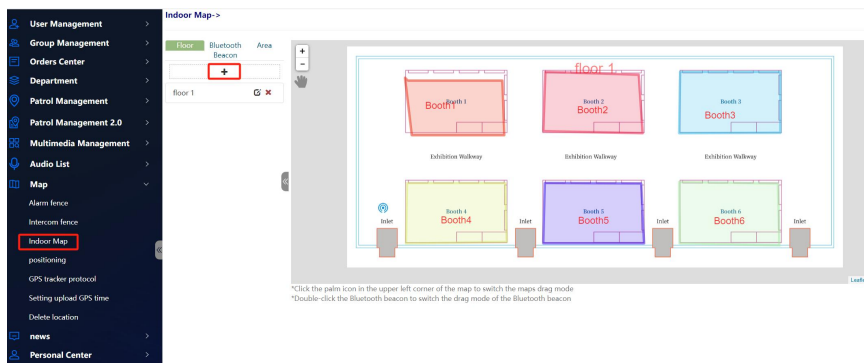 Indoor Map->
User Management
Group Management
Orders Center
Department
Patrol Management
Patrol Management 2.0
Multimedia Management
Audio List
Map
Alarm fence
Intercom fence
Indoor Map
positioning
GPS tracker protocol
Setting upload GPS time
Delete location
news
Personal Center
Floor
Bluetooth Beacon
Area
+
floor 1
+
-
floor 1
Booth 1
Booth1
Booth 2
Booth2
Booth 3
Booth3
Exhibition Walkway
Exhibition Walkway
Exhibition Walkway
Booth 4
Booth4
Booth 5
Booth5
Booth 6
Booth6
Inlet
Inlet
Inlet
Inlet
*Click the palm icon in the upper left corner of the map to switch the maps drag mode
*Double-click the Bluetooth beacon to switch the drag mode of the Bluetooth beacon